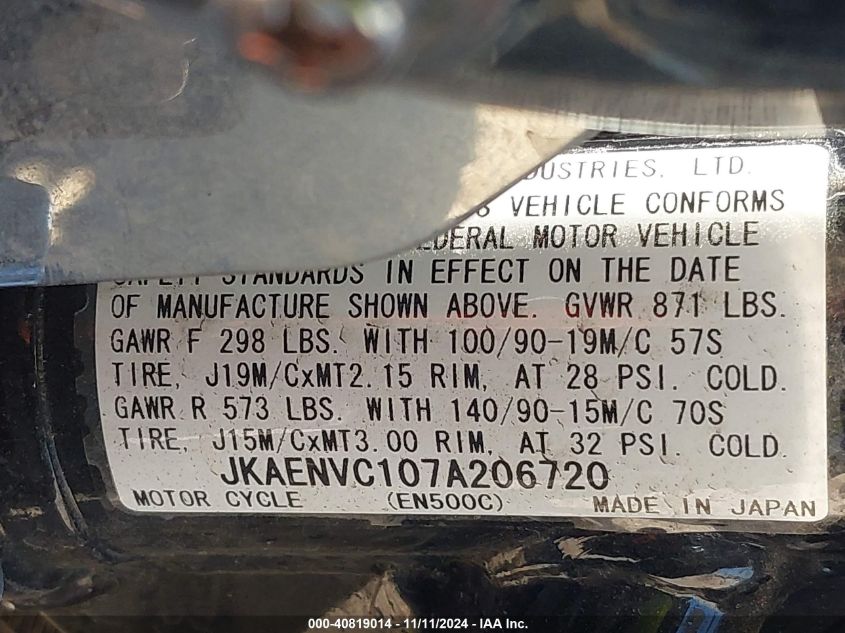 DUSTRIES, LTD.
VEHICLE CONFORMS
FEDERAL MOTOR VEHICLE
SAFETY STANDARDS IN EFFECT ON THE DATE
OF MANUFACTURE SHOWN ABOVE. GVWR 871 LBS.
GAWR F 298 LBS. WITH 100/90-19M/C 57S
TIRE, J19M/CxMT2.15 RIM, AT 28 PSI. COLD.
GAWR R 573 LBS. WITH 140/90-15M/C 70S
TIRE, J15M/CxMT3.00 RIM, AT 32 PSI. COLD.
JKAENVC107A206720
MOTOR CYCLE (EN500C) MADE IN JAPAN
000-40819014 - 11/11/2024 - IAA Inc.